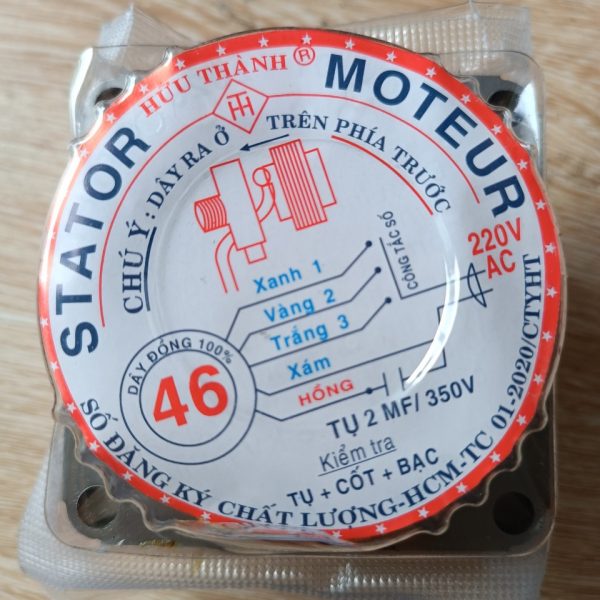 HỮU THÀNH ®
STATOR MOTEUR
TH
CHÚ Ý : DÂY RA Ở TRÊN PHÍA TRƯỚC
220V
AC
CÔNG TẮC SỐ
Xanh 1
Vàng 2
Trắng 3
Xám
HỒNG
DÂY ĐỒNG 100%
46
TỤ 2 MF/ 350V
Kiểm tra
TỤ + CỐT + BẠC
SỐ ĐĂNG KÝ CHẤT LƯỢNG-HCM-TC 01-2020/CTYHT